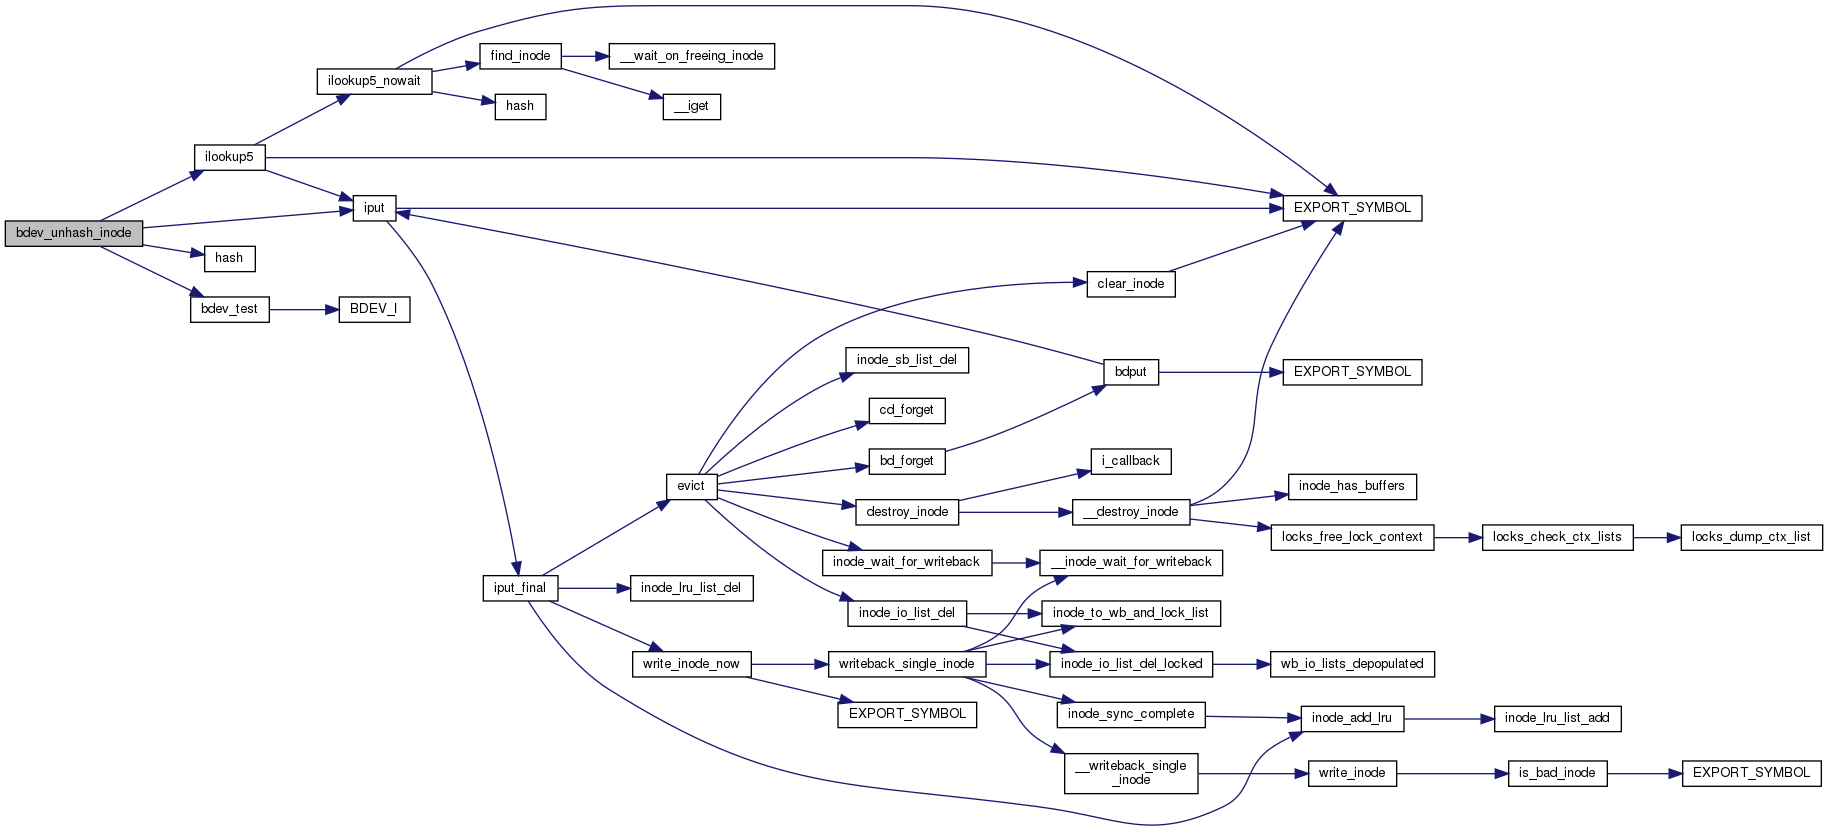 find_inode
__wait_on_freeing_inode
ilookup5_nowait
hash
__iget
ilookup5
iput
EXPORT_SYMBOL
bdev_unhash_inode
hash
clear_inode
bdev_test
BDEV_I
inode_sb_list_del
bdput
EXPORT_SYMBOL
cd_forget
bd_forget
i_callback
evict
inode_has_buffers
destroy_inode
__destroy_inode
locks_free_lock_context
locks_check_ctx_lists
locks_dump_ctx_list
inode_wait_for_writeback
__inode_wait_for_writeback
iput_final
inode_lru_list_del
inode_io_list_del
inode_to_wb_and_lock_list
write_inode_now
writeback_single_inode
inode_io_list_del_locked
wb_io_lists_depopulated
EXPORT_SYMBOL
inode_sync_complete
inode_add_lru
inode_lru_list_add
__writeback_single
_inode
write_inode
is_bad_inode
EXPORT_SYMBOL